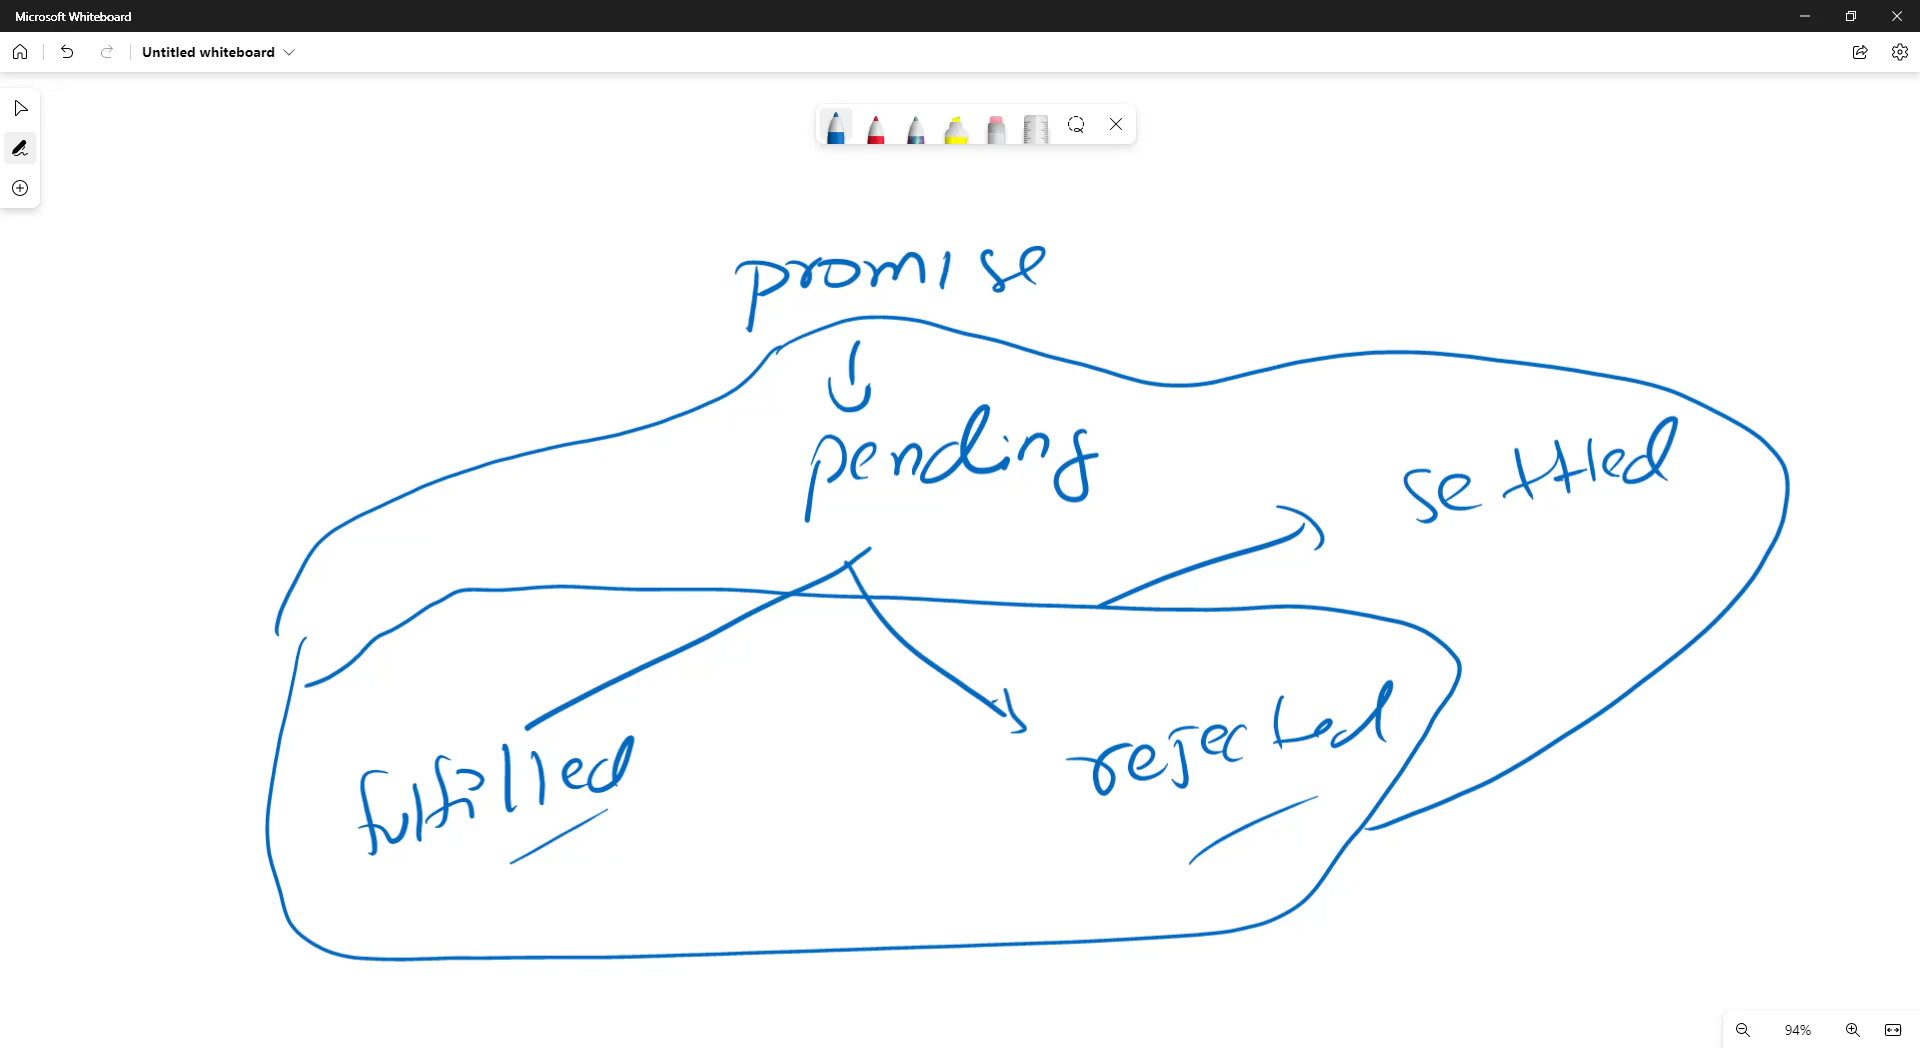 Microsoft Whiteboard
Untitled whiteboard
promise
pending
settled
fulfilled
rejected
94%